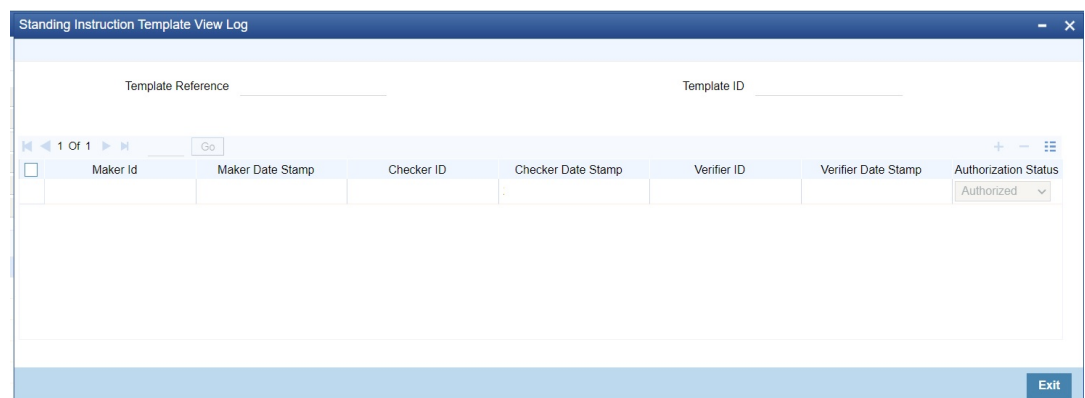 Standing Instruction Template View Log
Template Reference Template ID
1 Of 1 Go
Maker Id Maker Date Stamp Checker ID Checker Date Stamp Verifier ID Verifier Date Stamp Authorization Status
Authorized
Exit